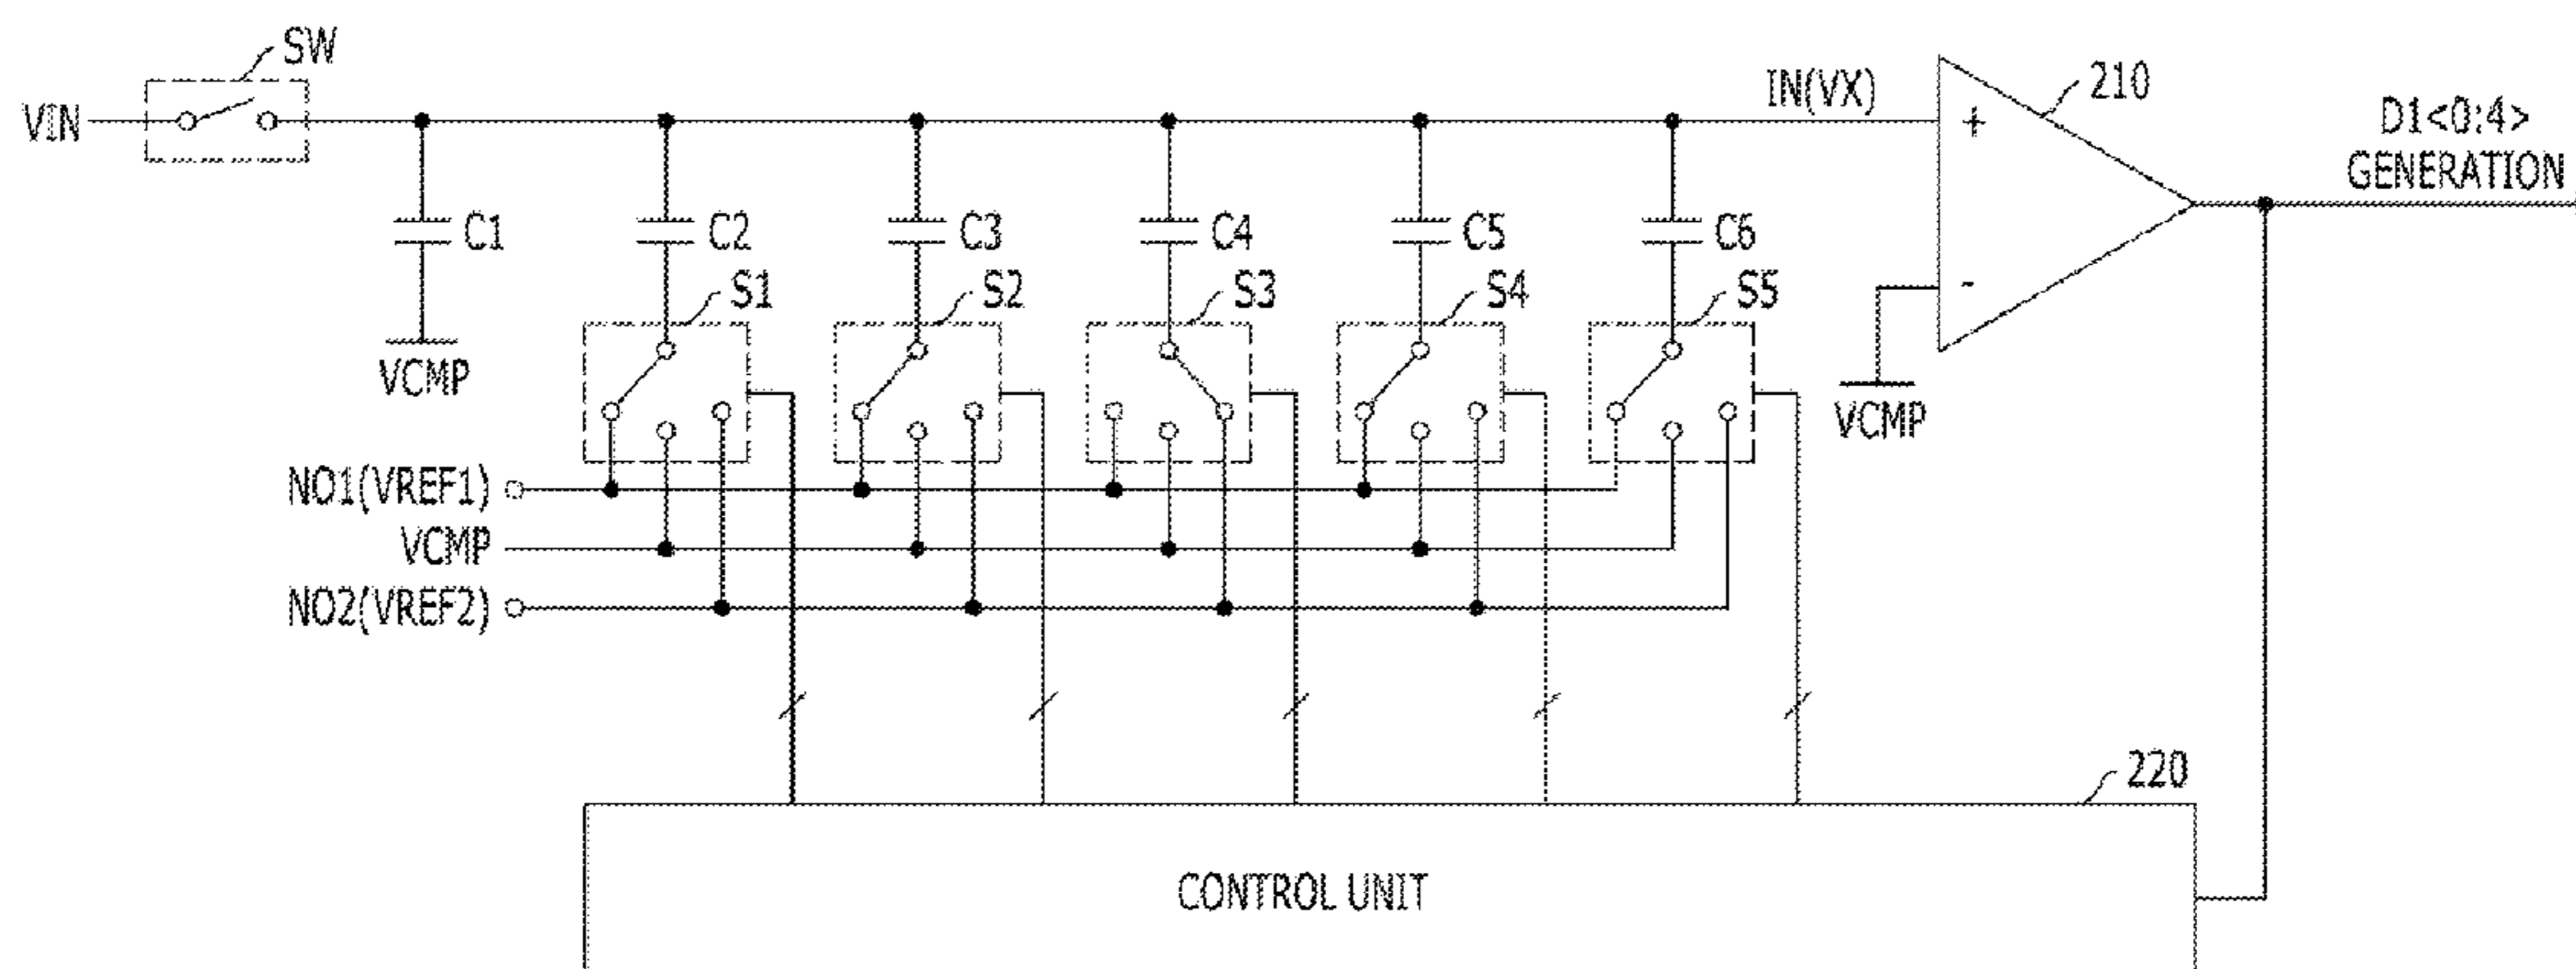 SW
VIN
IN(VX)
+
210
D1<0:4>
GENERATION
C1
C2
C3
C4
C5
C6
S1
S2
S3
S4
S5
-
VCMP
VCMP
NO1(VREF1)
VCMP
NO2(VREF2)
220
CONTROL UNIT